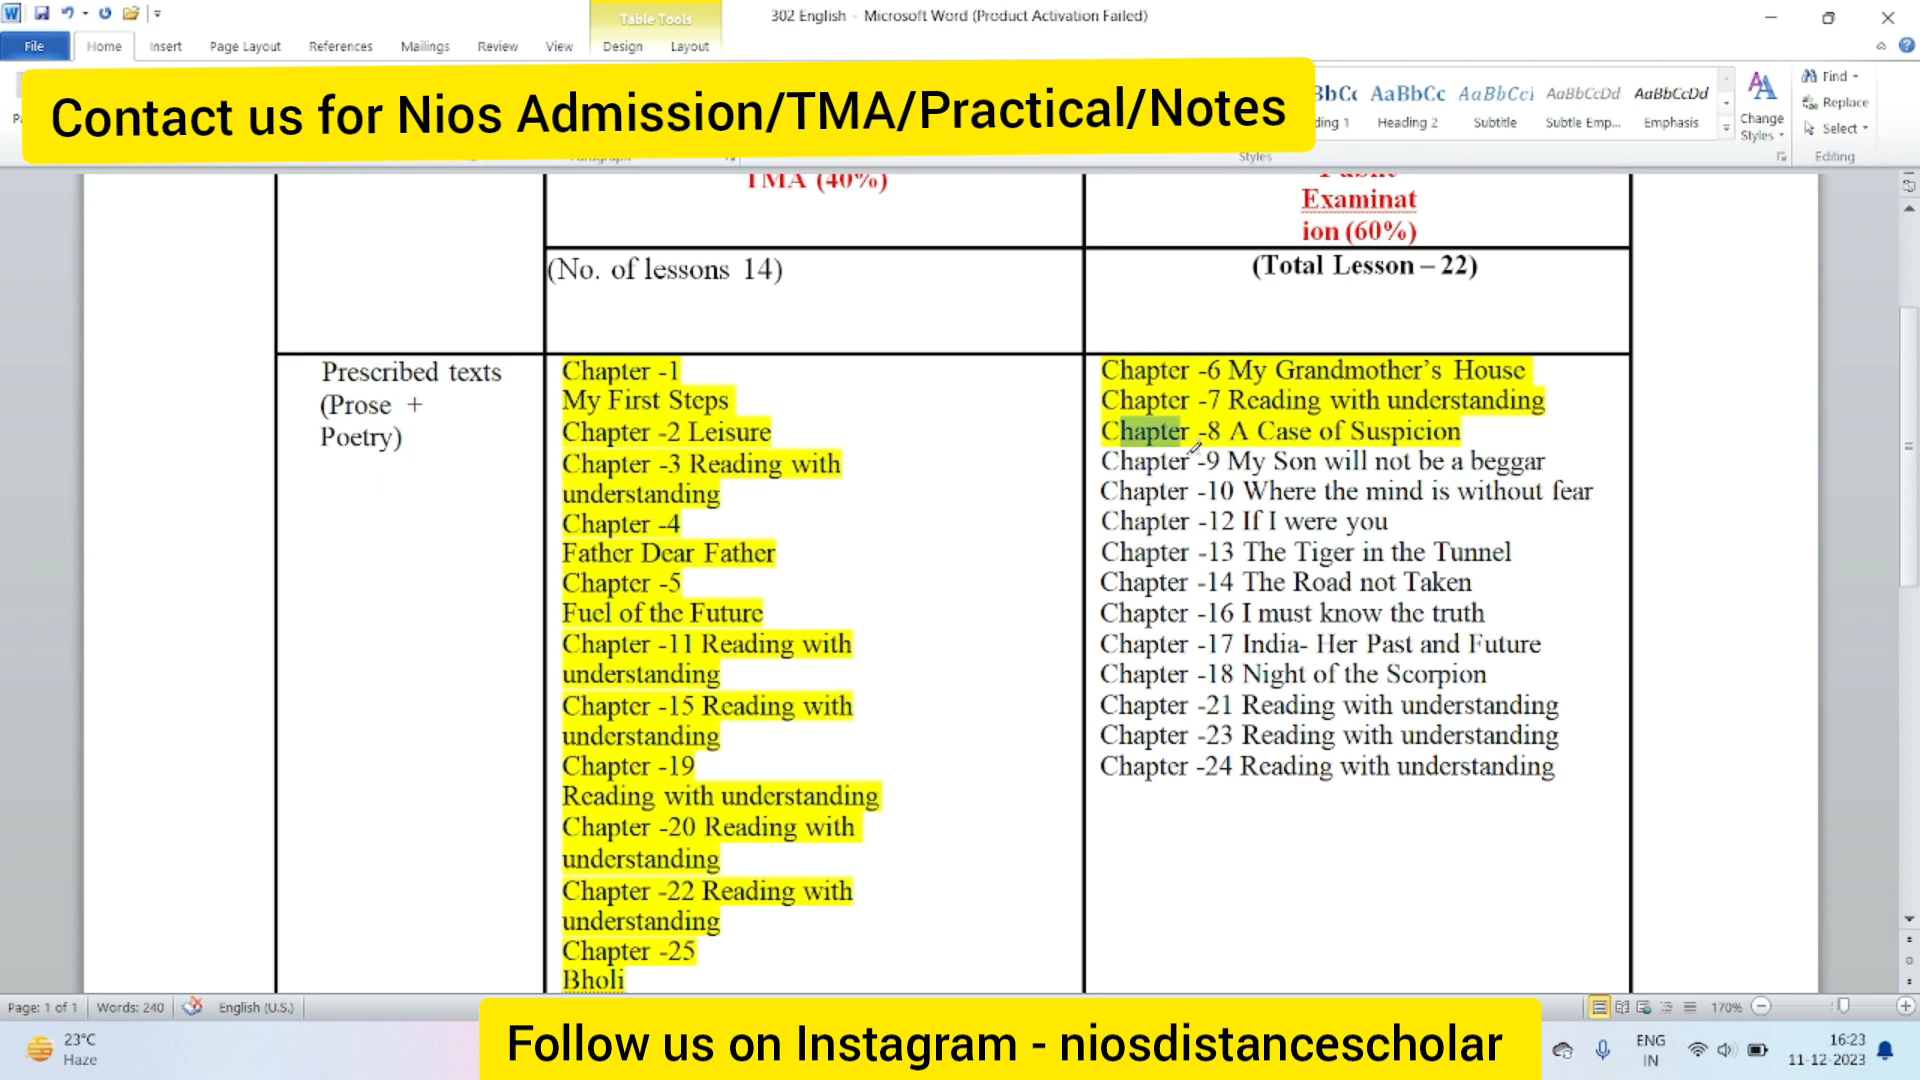 302 English - Microsoft Word (Product Activation Failed)
Table Tools
File Home Insert Page Layout References Mailings Review View Design Layout
Contact us for Nios Admission/TMA/Practical/Notes
AaBbCc AaBbCcI AaBbCcDd AaBbCcDd
Heading 2 Subtitle Subtle Emp... Emphasis
Change
Styles
Find
Replace
Select
Styles
Editing
TMA (40%)
Examinat
ion (60%)
(No. of lessons 14)
(Total Lesson – 22)
Prescribed texts
(Prose +
Poetry)
Chapter -1
My First Steps
Chapter -2 Leisure
Chapter -3 Reading with
understanding
Chapter -4
Father Dear Father
Chapter -5
Fuel of the Future
Chapter -11 Reading with
understanding
Chapter -15 Reading with
understanding
Chapter -19
Reading with understanding
Chapter -20 Reading with
understanding
Chapter -22 Reading with
understanding
Chapter -25
Bholi
Chapter -6 My Grandmother’s House
Chapter -7 Reading with understanding
Chapter -8 A Case of Suspicion
Chapter -9 My Son will not be a beggar
Chapter -10 Where the mind is without fear
Chapter -12 If I were you
Chapter -13 The Tiger in the Tunnel
Chapter -14 The Road not Taken
Chapter -16 I must know the truth
Chapter -17 India- Her Past and Future
Chapter -18 Night of the Scorpion
Chapter -21 Reading with understanding
Chapter -23 Reading with understanding
Chapter -24 Reading with understanding
Page: 1 of 1 Words: 240 English (U.S.) 170%
Follow us on Instagram - niosdistancescholar
23°C
Haze
ENG
IN
16:23
11-12-2023